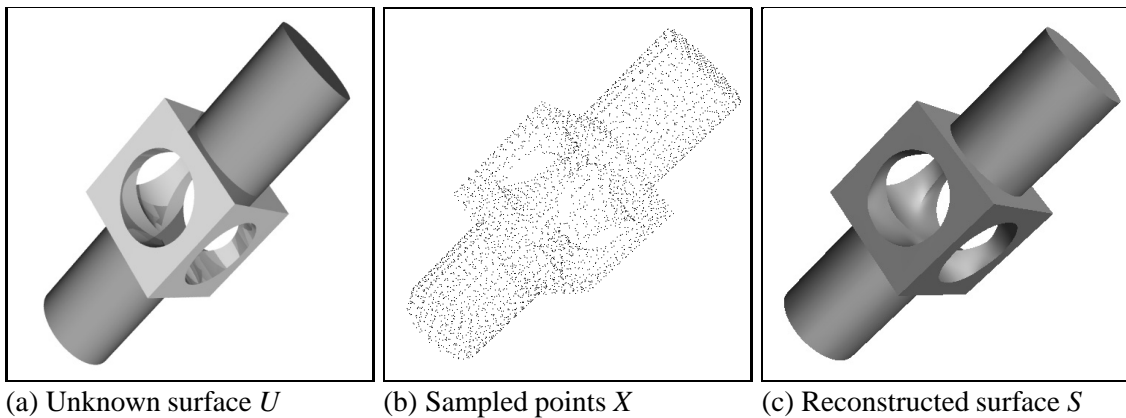 (a) Unknown surface U
(b) Sampled points X
(c) Reconstructed surface S